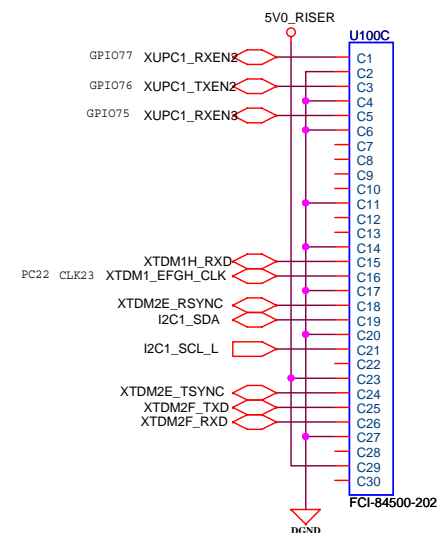 5V0_RISER
U100C
GPIO77 XUPC1_RXEN2 C1
C2
GPIO76 XUPC1_TXEN2 C3
C4
GPIO75 XUPC1_RXEN3 C5
C6
C7
C8
C9
C10
C11
C12
C13
C14
XTDM1H_RXD C15
PC22 CLK23 XTDM1_EFGH_CLK C16
C17
XTDM2E_RSYNC C18
I2C1_SDA C19
C20
I2C1_SCL_L C21
C22
C23
XTDM2E_TSYNC C24
XTDM2F_TXD C25
XTDM2F_RXD C26
C27
C28
C29
C30
FCI-84500-202
DGND